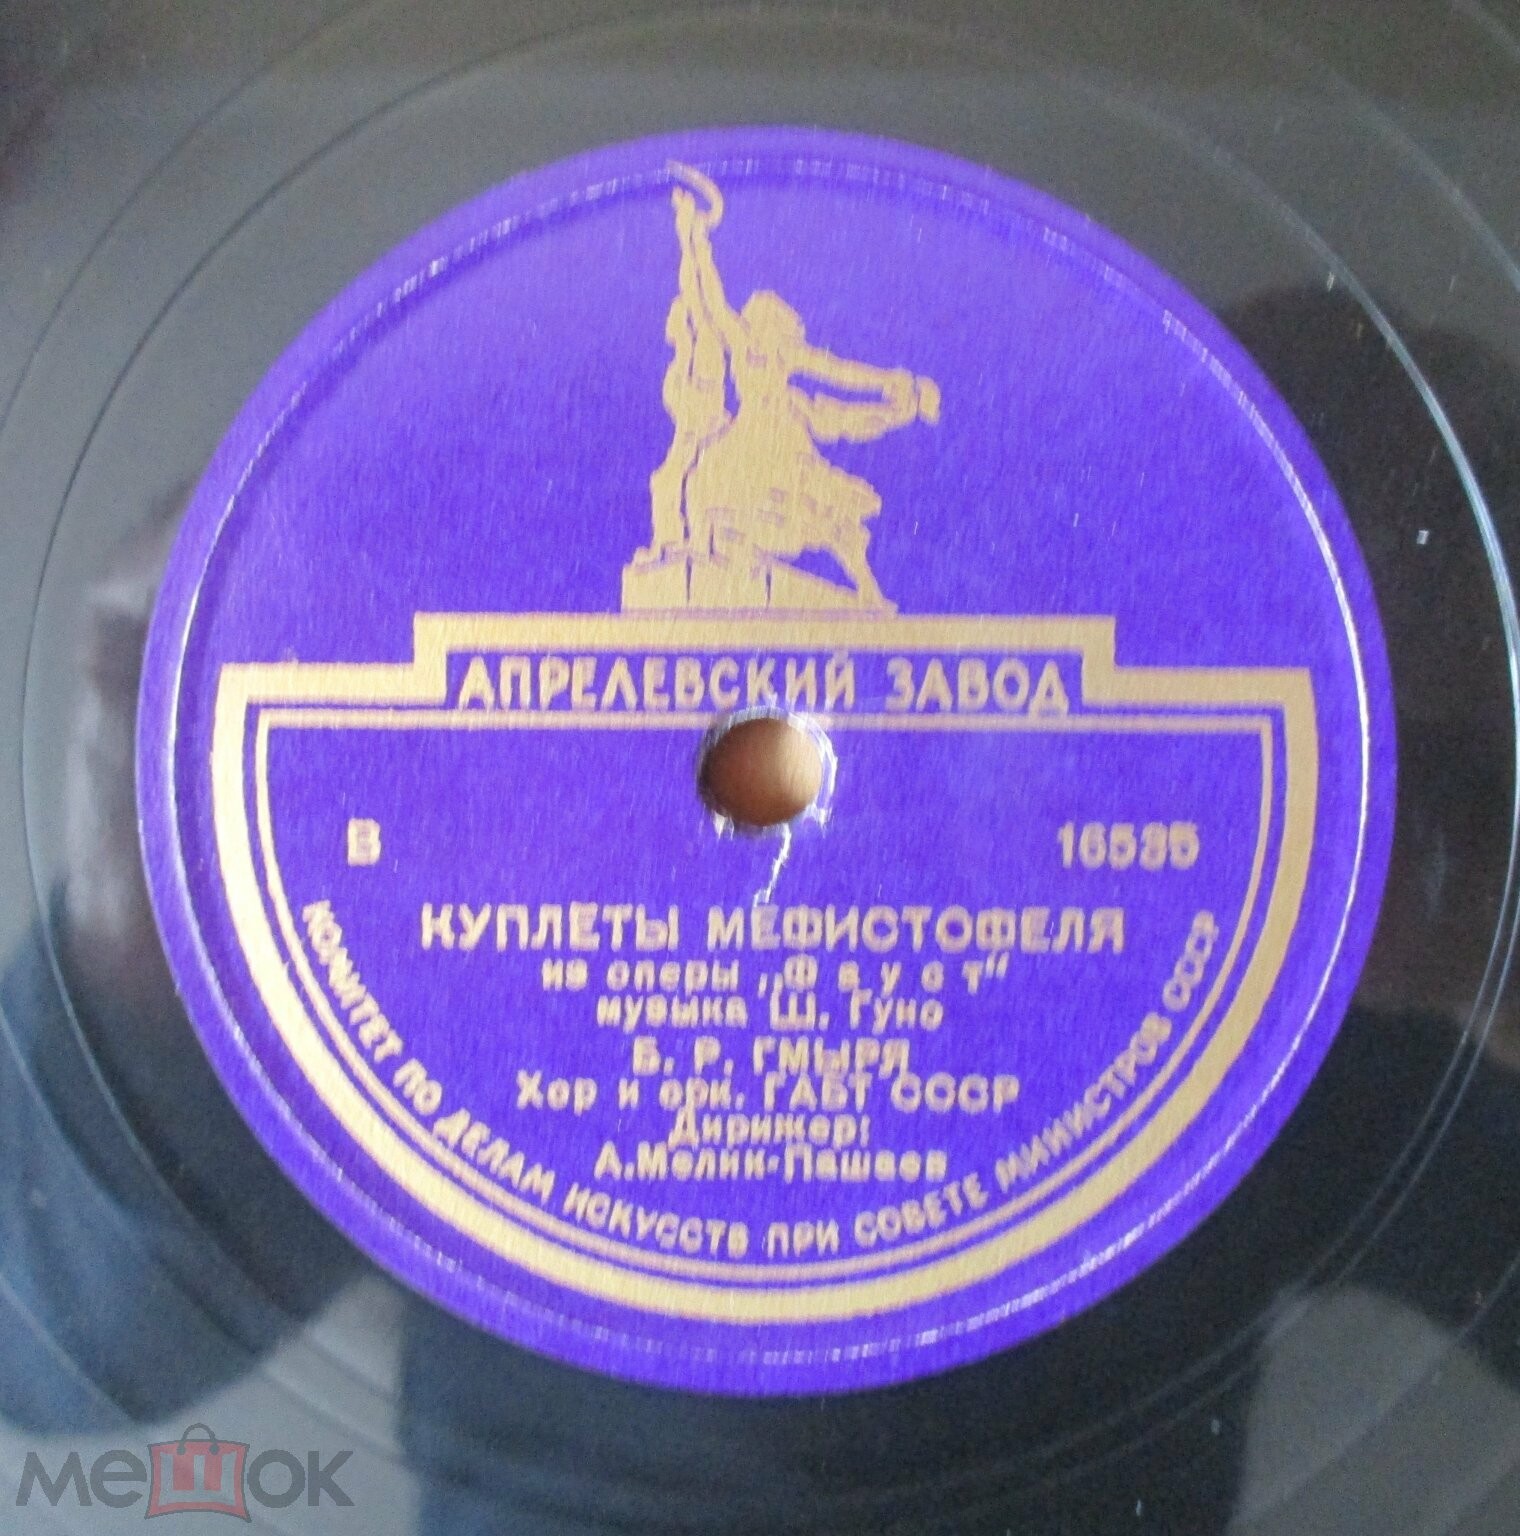 АПРЕЛЕВСКИЙ ЗАВОД
В 16535
КУПЛЕТЫ МЕФИСТОФЕЛЯ
из оперы „Фауст“
музыка Ш. Гуно
Б. Р. ГМЫРЯ
Хор и орк. ГАБТ СССР
Дирижер:
А.Мелик-Пашаев
КОМИТЕТ ПО ДЕЛАМ ИСКУССТВ ПРИ СОВЕТЕ МИНИСТРОВ СССР
мешок